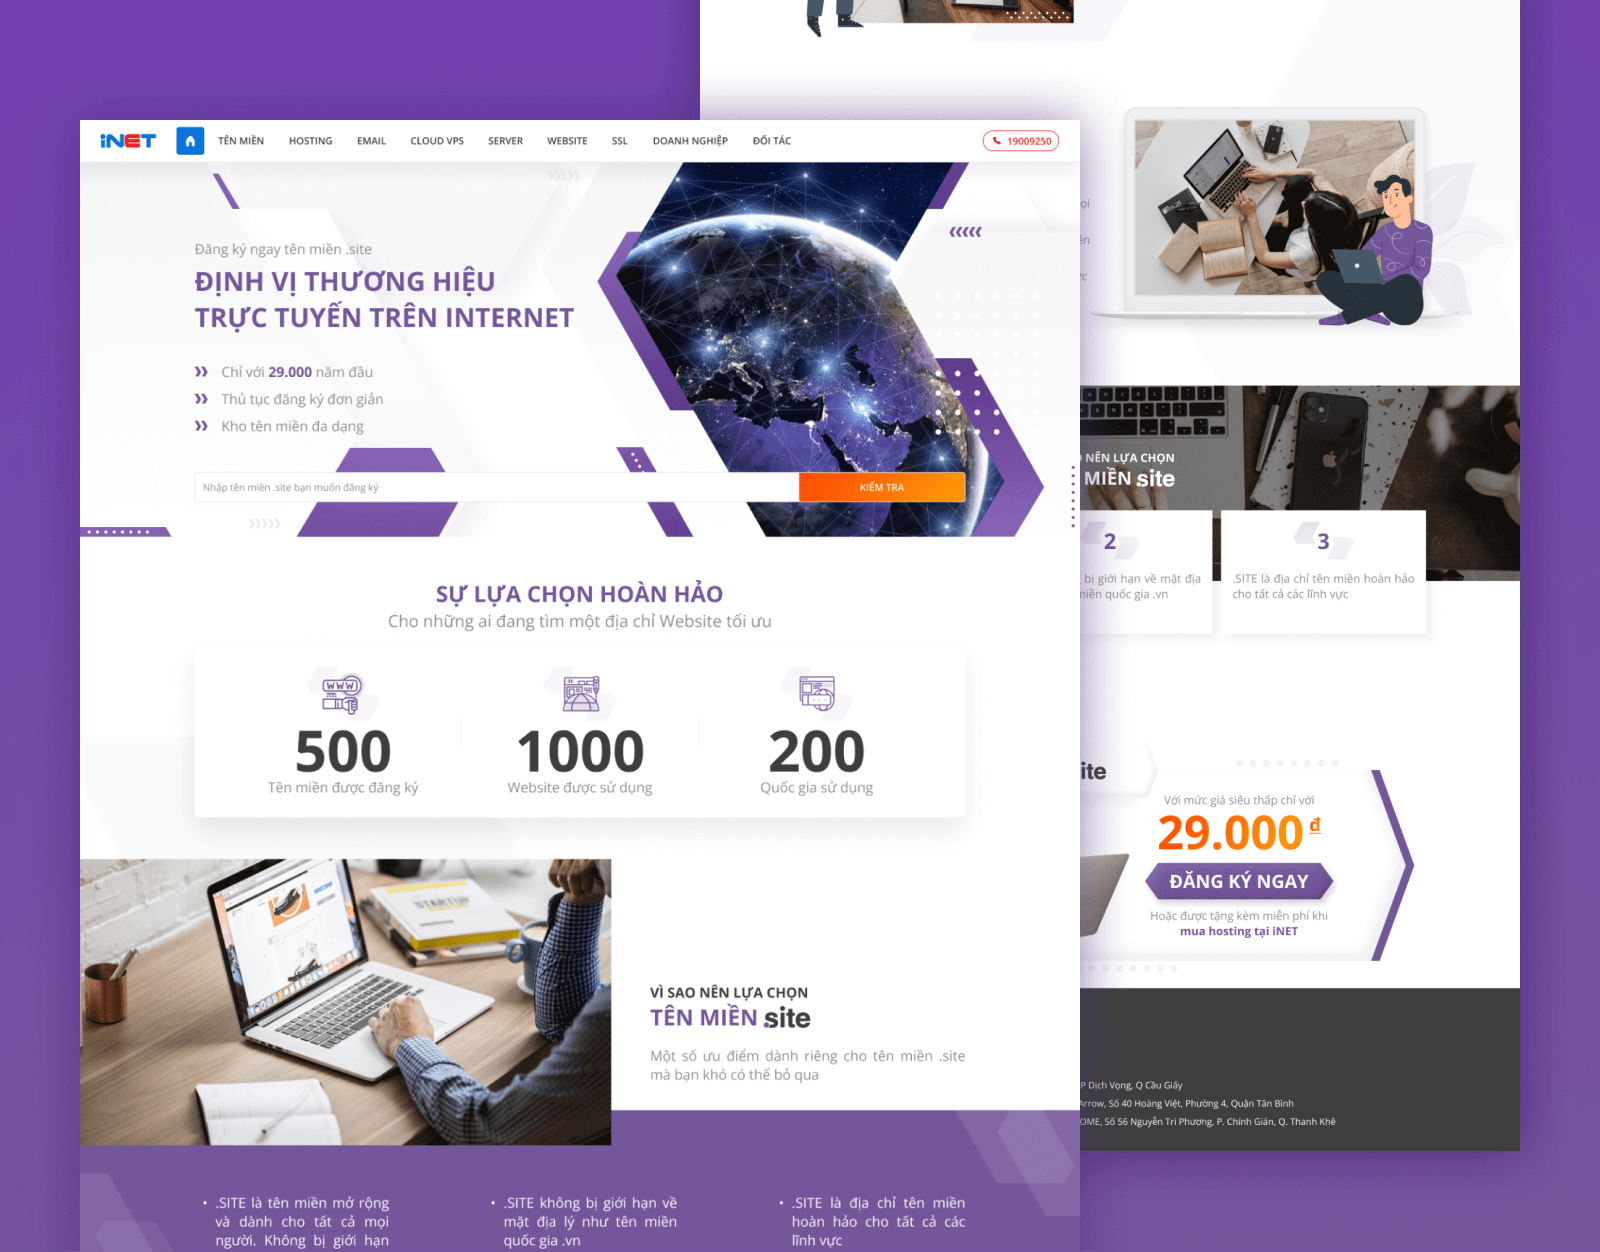 iNET
TÊN MIỀN
HOSTING
EMAIL
CLOUD VPS
SERVER
WEBSITE
SSL
DOANH NGHIỆP
ĐỐI TÁC
19009250
Đăng ký ngay tên miền .site
ĐỊNH VỊ THƯƠNG HIỆU
TRỰC TUYẾN TRÊN INTERNET
Chỉ với 29.000 năm đầu
Thủ tục đăng ký đơn giản
Kho tên miền đa dạng
Nhập tên miền .site bạn muốn đăng ký
KIỂM TRA
SỰ LỰA CHỌN HOÀN HẢO
Cho những ai đang tìm một địa chỉ Website tối ưu
WWW
500
Tên miền được đăng ký
1000
Website được sử dụng
200
Quốc gia sử dụng
STARTUP
VÌ SAO NÊN LỰA CHỌN
TÊN MIỀN .site
Một số ưu điểm dành riêng cho tên miền .site
mà bạn khó có thể bỏ qua
• .SITE là tên miền mở rộng
và dành cho tất cả mọi
người. Không bị giới hạn
• .SITE không bị giới hạn về
mặt địa lý như tên miền
quốc gia .vn
• .SITE là địa chỉ tên miền
hoàn hảo cho tất cả các
lĩnh vực
NÊN LỰA CHỌN
MIỀN .site
2
bị giới hạn về mặt địa
miền quốc gia .vn
3
.SITE là địa chỉ tên miền hoàn hảo
cho tất cả các lĩnh vực
ite
Với mức giá siêu thấp chỉ với
29.000 đ
ĐĂNG KÝ NGAY
Hoặc được tặng kèm miễn phí khi
mua hosting tại iNET
P Dịch Vọng, Q Cầu Giấy
Arrow, Số 40 Hoàng Việt, Phường 4, Quận Tân Bình
OME, Số 56 Nguyễn Tri Phương, P. Chính Gián, Q. Thanh Khê